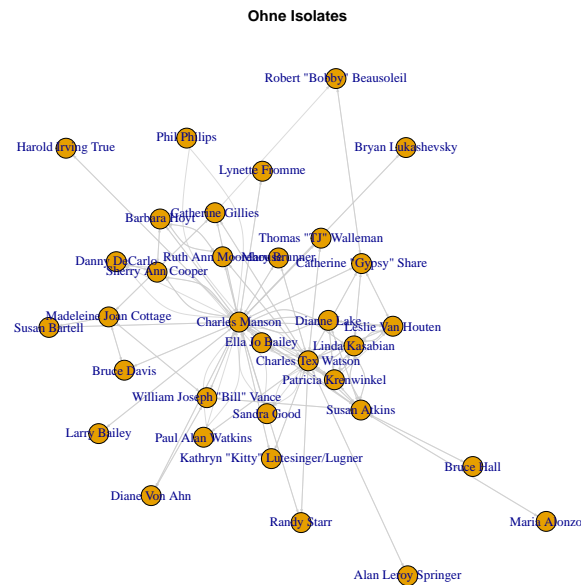 Ohne Isolates
Robert "Bobby" Beausoleil
Phil Philips
Harold Irving True
Bryan Lukashevsky
Lynette Fromme
Catherine Gillies
Barbara Hoyt
Thomas "TJ" Walleman
Ruth Ann Moorehouse
Mary Brunner
Danny DeCarlo
Catherine "Gypsy" Share
Sherry Ann Cooper
Madeleine Joan Cottage
Charles Manson
Dianne Lake
Susan Bartell
Leslie Van Houten
Ella Jo Bailey
Linda Kasabian
Charles Tex Watson
Bruce Davis
Patricia Krenwinkel
William Joseph "Bill" Vance
Sandra Good
Susan Atkins
Larry Bailey
Paul Alan Watkins
Kathryn "Kitty" Lutesinger/Lugner
Bruce Hall
Diane Von Ahn
Randy Starr
Maria Alonzo
Alan Leroy Springer